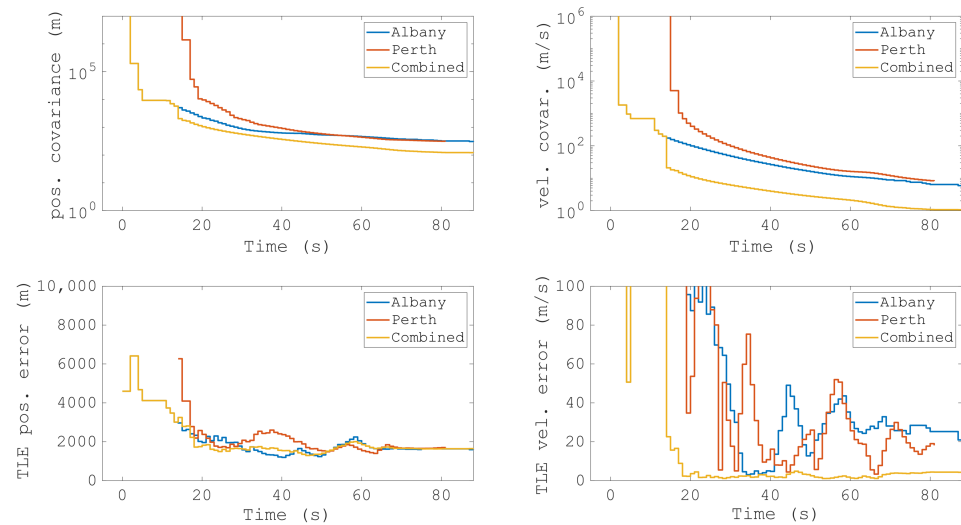 pos. covariance (m)
10^5
10^0
0 20 40 60 80
Time (s)
Albany
Perth
Combined
vel. covar. (m/s)
10^6
10^4
10^2
10^0
0 20 40 60 80
Time (s)
Albany
Perth
Combined
TLE pos. error (m)
10,000
8000
6000
4000
2000
0
0 20 40 60 80
Time (s)
Albany
Perth
Combined
TLE vel. error (m/s)
100
80
60
40
20
0
0 20 40 60 80
Time (s)
Albany
Perth
Combined